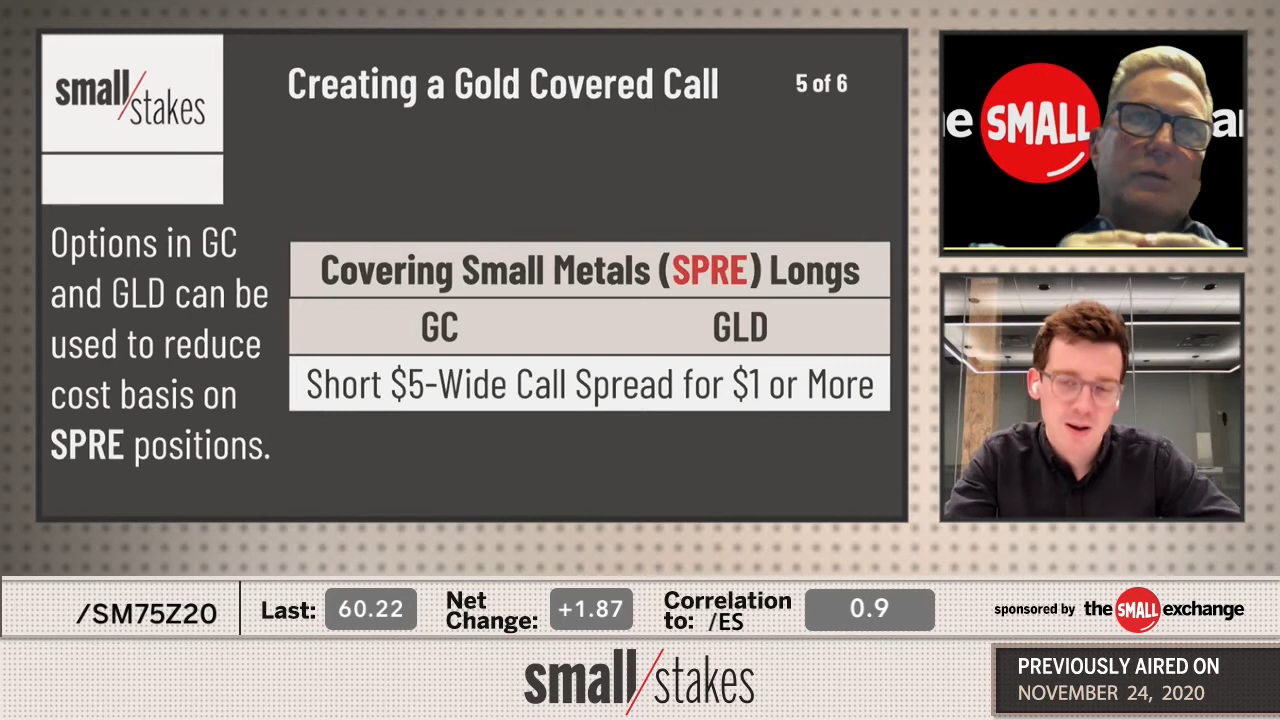 small/stakes
Creating a Gold Covered Call
5 of 6
Options in GC
and GLD can be
used to reduce
cost basis on
SPRE positions.
Covering Small Metals (SPRE) Longs
GC GLD
Short $5-Wide Call Spread for $1 or More
e SMALL ar
/SM75Z20
Last: 60.22
Net
Change: +1.87
Correlation
to: /ES 0.9
sponsored by the SMALL exchange
small/stakes
PREVIOUSLY AIRED ON
NOVEMBER 24, 2020